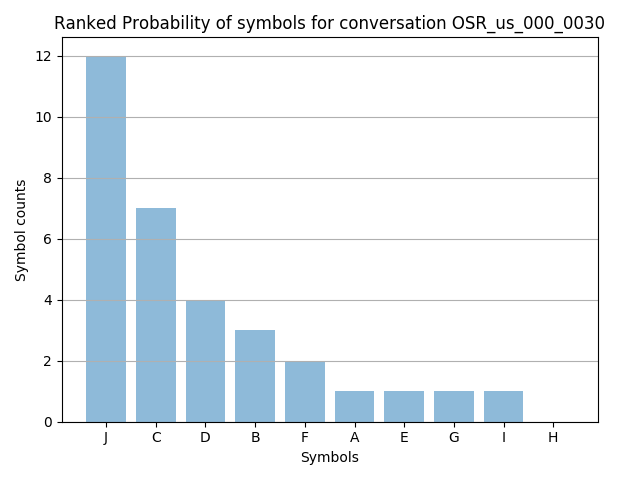 Ranked Probability of symbols for conversation OSR_us_000_0030
Symbol counts
12
10
8
6
4
2
0
J C D B F A E G I H
Symbols